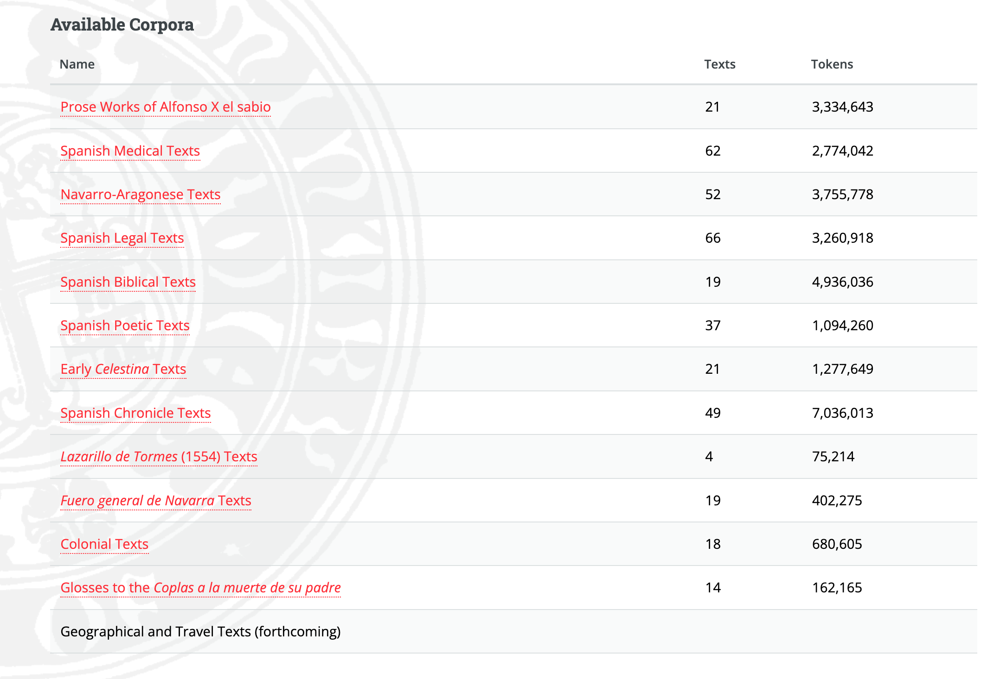 Available Corpora
Name Texts Tokens
Prose Works of Alfonso X el sabio 21 3,334,643
Spanish Medical Texts 62 2,774,042
Navarro-Aragonese Texts 52 3,755,778
Spanish Legal Texts 66 3,260,918
Spanish Biblical Texts 19 4,936,036
Spanish Poetic Texts 37 1,094,260
Early Celestina Texts 21 1,277,649
Spanish Chronicle Texts 49 7,036,013
Lazarillo de Tormes (1554) Texts 4 75,214
Fuero general de Navarra Texts 19 402,275
Colonial Texts 18 680,605
Glosses to the Coplas a la muerte de su padre 14 162,165
Geographical and Travel Texts (forthcoming)